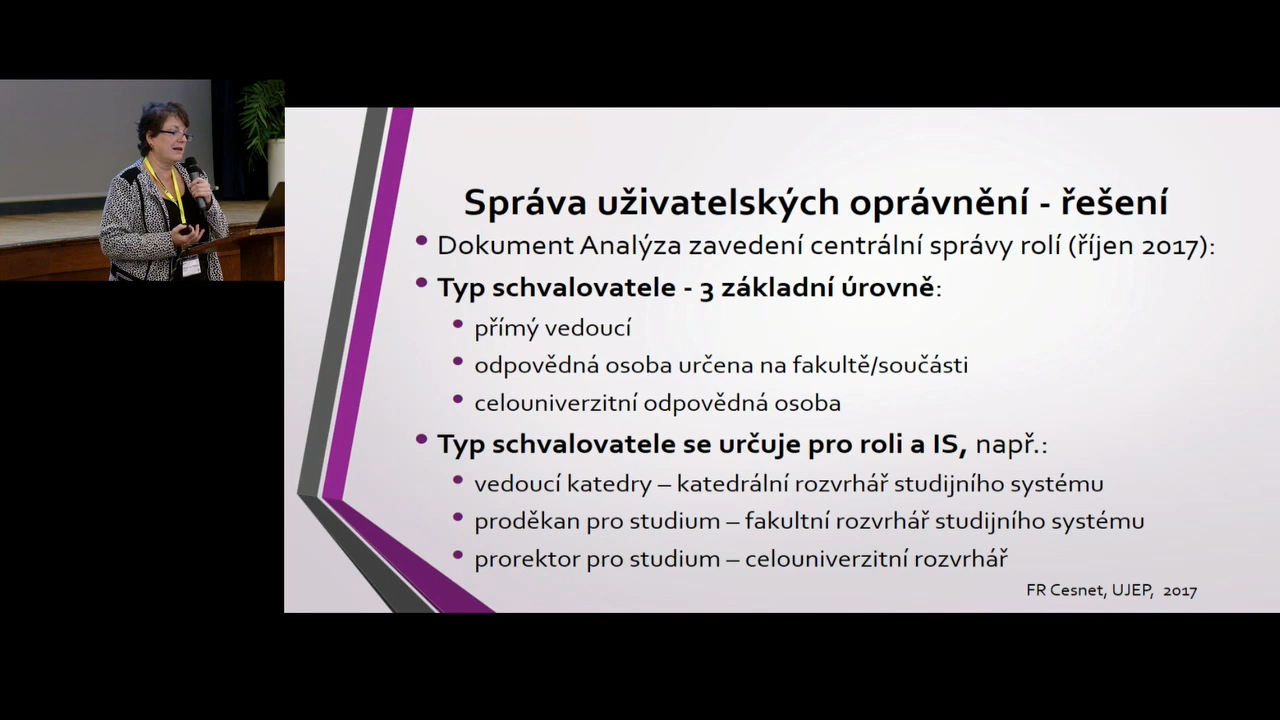 Správa uživatelských oprávnění - řešení
Dokument Analýza zavedení centrální správy rolí (říjen 2017):
Typ schvalovatele - 3 základní úrovně:
přímý vedoucí
odpovědná osoba určena na fakultě/součásti
celouniverzitní odpovědná osoba
Typ schvalovatele se určuje pro roli a IS, např.:
vedoucí katedry – katedrální rozvrhář studijního systému
proděkan pro studium – fakultní rozvrhář studijního systému
prorektor pro studium – celouniverzitní rozvrhář
FR Cesnet, UJEP, 2017